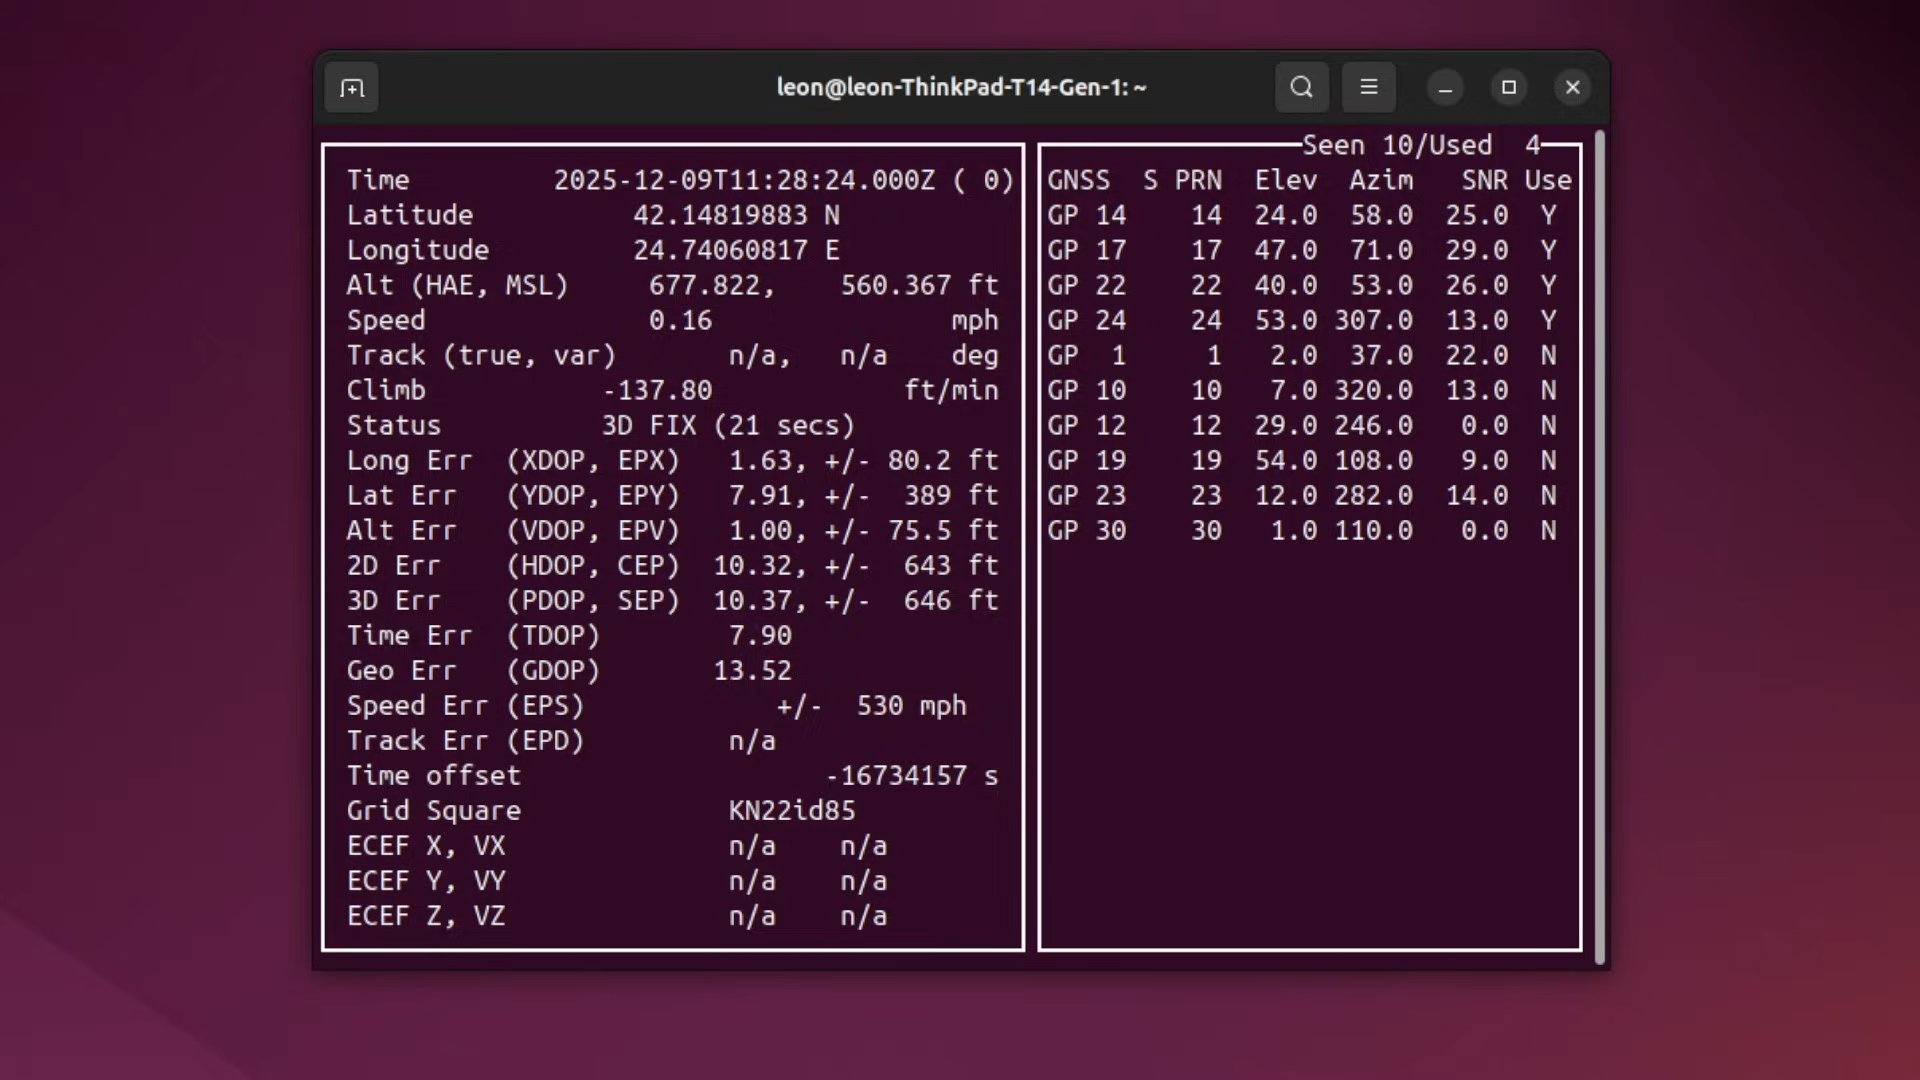 leon@leon-ThinkPad-T14-Gen-1: ~
Time 2025-12-09T11:28:24.000Z ( 0)
Latitude 42.14819883 N
Longitude 24.74060817 E
Alt (HAE, MSL) 677.822, 560.367 ft
Speed 0.16 mph
Track (true, var) n/a, n/a deg
Climb -137.80 ft/min
Status 3D FIX (21 secs)
Long Err (XDOP, EPX) 1.63, +/- 80.2 ft
Lat Err (YDOP, EPY) 7.91, +/- 389 ft
Alt Err (VDOP, EPV) 1.00, +/- 75.5 ft
2D Err (HDOP, CEP) 10.32, +/- 643 ft
3D Err (PDOP, SEP) 10.37, +/- 646 ft
Time Err (TDOP) 7.90
Geo Err (GDOP) 13.52
Speed Err (EPS) +/- 530 mph
Track Err (EPD) n/a
Time offset -16734157 s
Grid Square KN22id85
ECEF X, VX n/a n/a
ECEF Y, VY n/a n/a
ECEF Z, VZ n/a n/a
Seen 10/Used 4
GNSS S PRN Elev Azim SNR Use
GP 14 14 24.0 58.0 25.0 Y
GP 17 17 47.0 71.0 29.0 Y
GP 22 22 40.0 53.0 26.0 Y
GP 24 24 53.0 307.0 13.0 Y
GP 1 1 2.0 37.0 22.0 N
GP 10 10 7.0 320.0 13.0 N
GP 12 12 29.0 246.0 0.0 N
GP 19 19 54.0 108.0 9.0 N
GP 23 23 12.0 282.0 14.0 N
GP 30 30 1.0 110.0 0.0 N